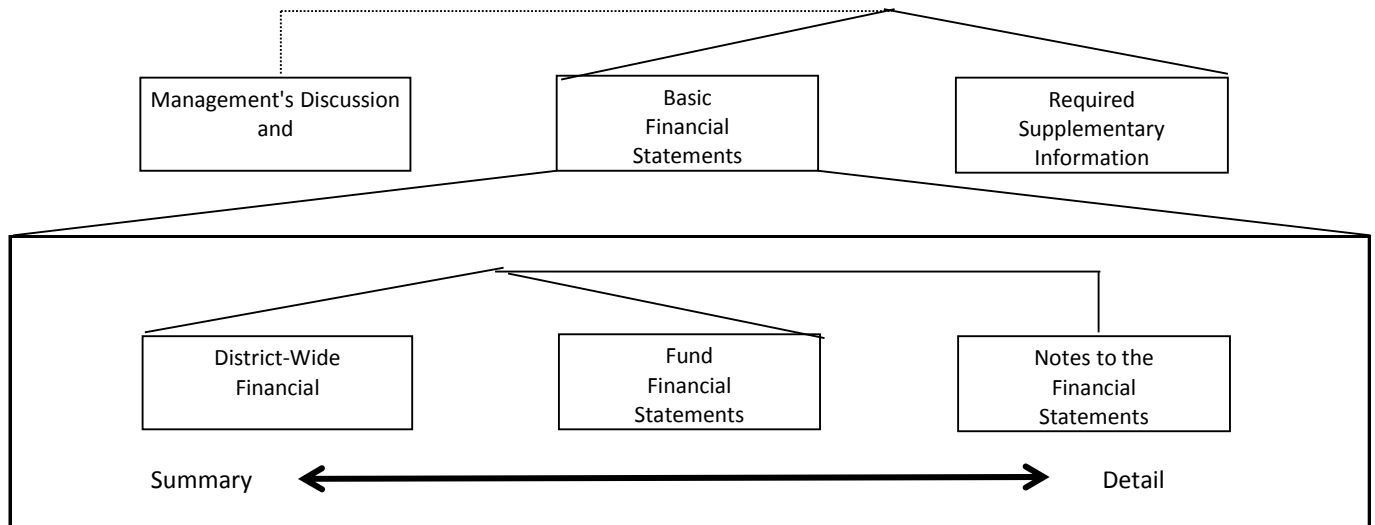 Management's Discussion
and
Basic
Financial
Statements
Required
Supplementary
Information
District-Wide
Financial
Fund
Financial
Statements
Notes to the
Financial
Statements
Summary
Detail